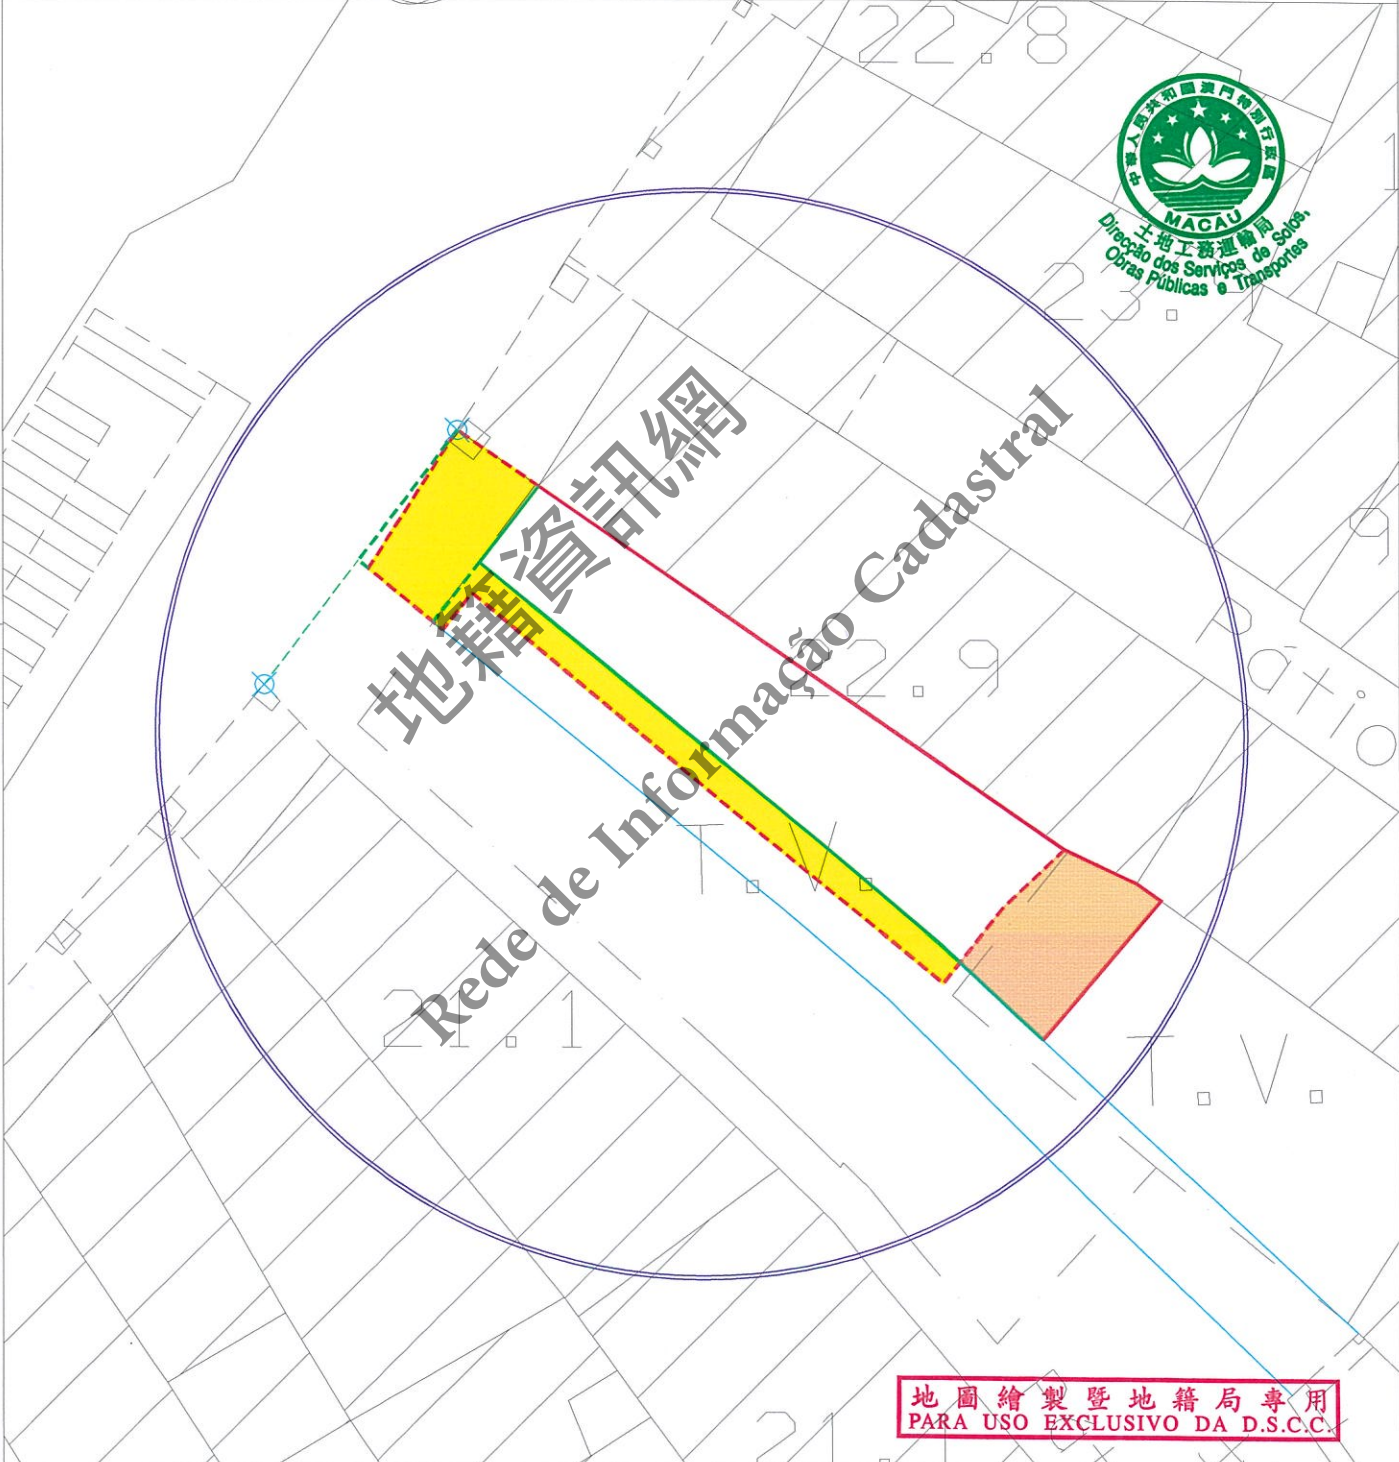 22.8
中華人民共和國澳門特別行政區
MACAU
土地工務運輸局
Direcção dos Serviços de Solos,
Obras Públicas e Transportes
地籍資訊網
Rede de Informação Cadastral
22.9
Patio
T.V.
21.1
T.V.
地圖繪製暨地籍局專用
PARA USO EXCLUSIVO DA D.S.C.C.